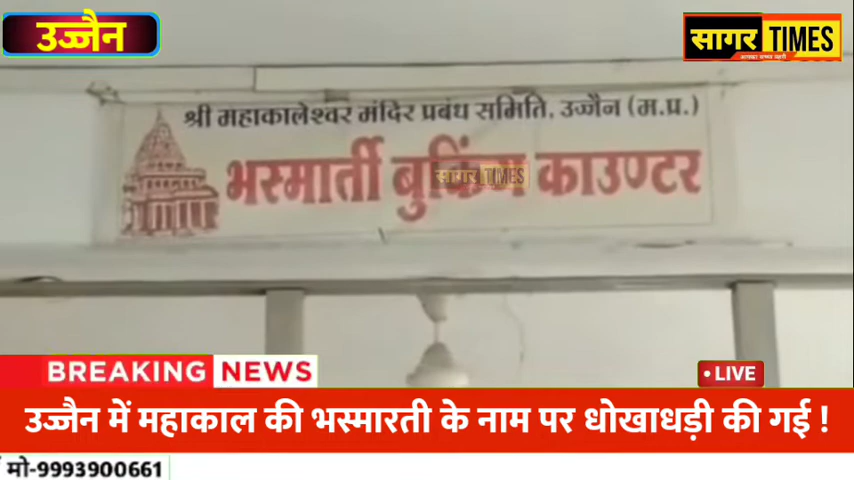 उज्जैन
सागर TIMES
श्री महाकालेश्वर मंदिर प्रबंध समिति, उज्जैन (म.प्र.)
भस्मार्ती बुकिंग काउण्टर
सागर TIMES
BREAKING NEWS
• LIVE
उज्जैन में महाकाल की भस्मारती के नाम पर धोखाधड़ी की गई !
मो-9993900661